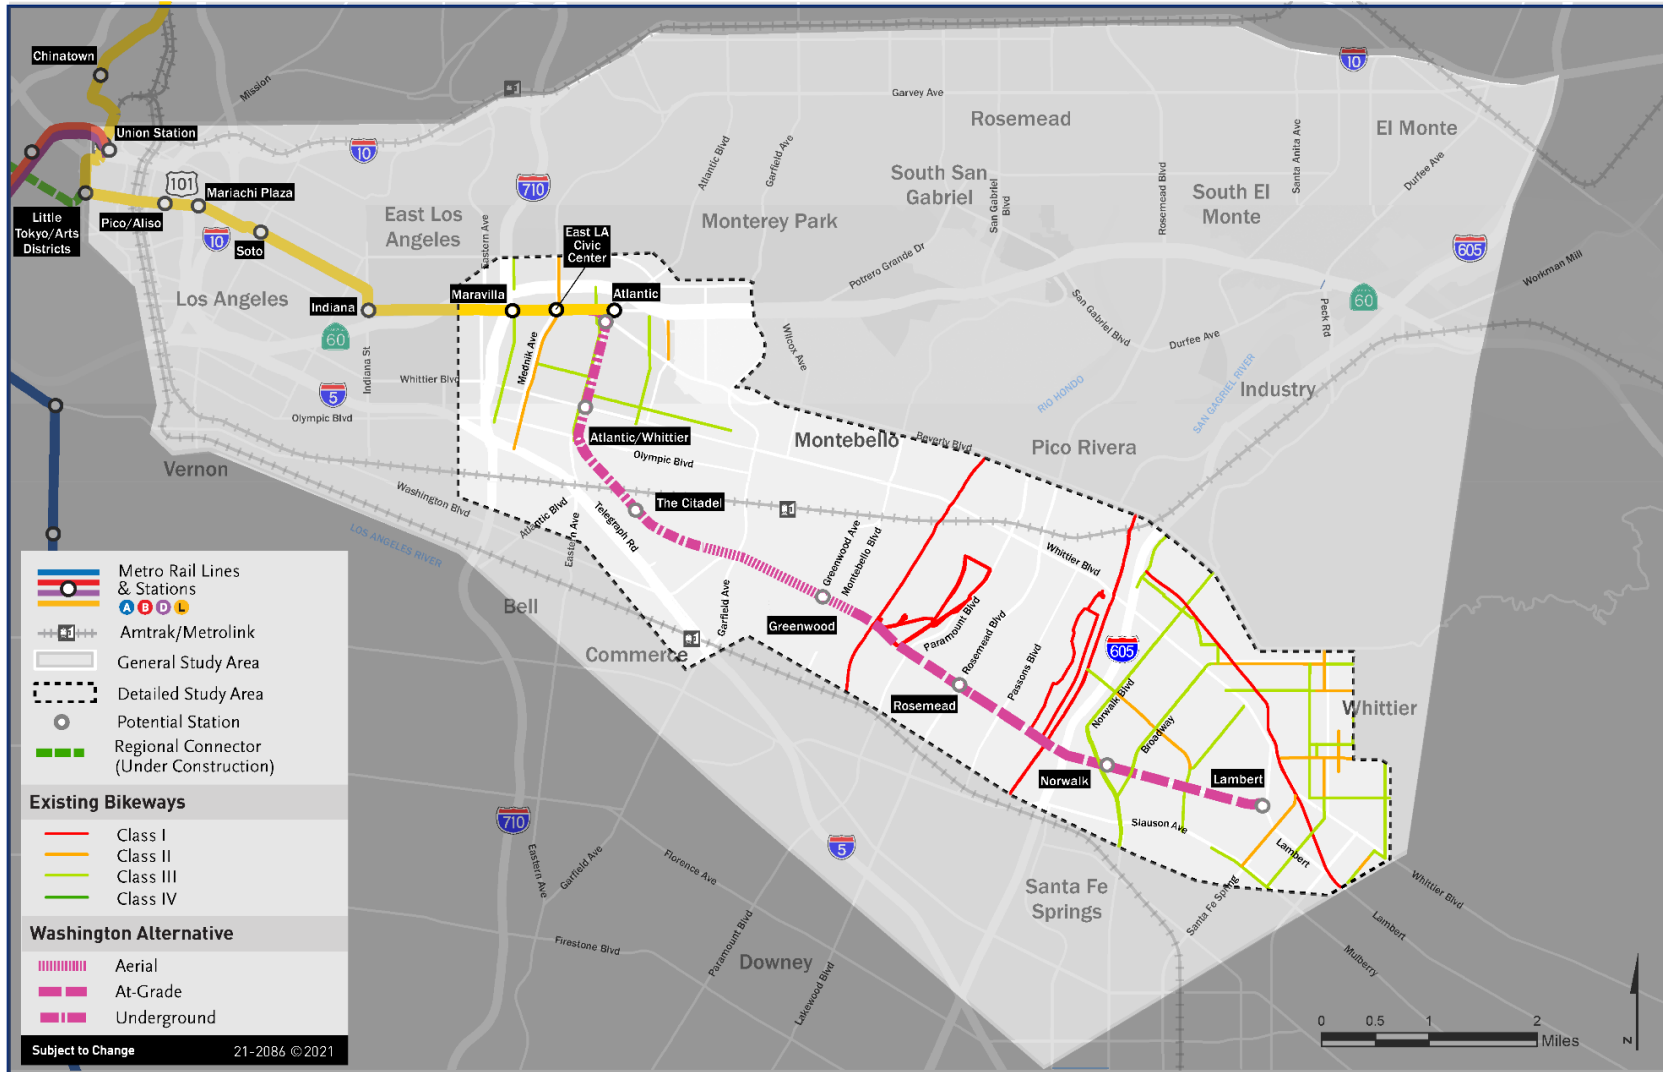 Chinatown
Mission
Union Station
10
101
Mariachi Plaza
Little
Tokyo/Arts
Districts
Pico/Aliso
10
Soto
Los Angeles
Indiana
60
East Los
Angeles
710
Eastern Ave
East LA
Civic
Center
Maravilla
Atlantic
Monterey Park
Atlantic Blvd
Garfield Ave
Garvey Ave
Rosemead
South San
Gabriel
San Gabriel
Blvd
Rosemead Blvd
South El
Monte
Santa Anita Ave
El Monte
Durfee Ave
10
605
Workman Mill
60
Peck Rd
Potrero Grande Dr
San Gabriel Blvd
Durfee Ave
Wilcox Ave
RIO HONDO
SAN GAGRIEL RIVER
Industry
Indiana St
5
Whittier Blvd
Olympic Blvd
Mednik Ave
Vernon
Washington Blvd
LOS ANGELES RIVER
Atlantic/Whittier
Olympic Blvd
Montebello
Beverly Blvd
Pico Rivera
The Citadel
Atlantic Blvd
Eastern Ave
Telegraph Rd
Greenwood Ave
Montebello Blvd
Whittier Blvd
Garfield Ave
Greenwood
Bell
Commerce
Paramount Blvd
Rosemead Blvd
Passons Blvd
605
Rosemead
Norwalk Blvd
Broadway
Whittier
Norwalk
Lambert
Slauson Ave
Lambert
Santa Fe
Springs
Santa Fe Spring
Whittier Blvd
Lambert
Mulberry
710
5
Eastern Ave
Garfield Ave
Florence Ave
Firestone Blvd
Paramount Blvd
Downey
Lakewood Blvd
Metro Rail Lines
& Stations
A B D L
Amtrak/Metrolink
General Study Area
Detailed Study Area
Potential Station
Regional Connector
(Under Construction)
Existing Bikeways
Class I
Class II
Class III
Class IV
Washington Alternative
Aerial
At-Grade
Underground
Subject to Change
21-2086 ©2021
0 0.5 1 2
Miles
N